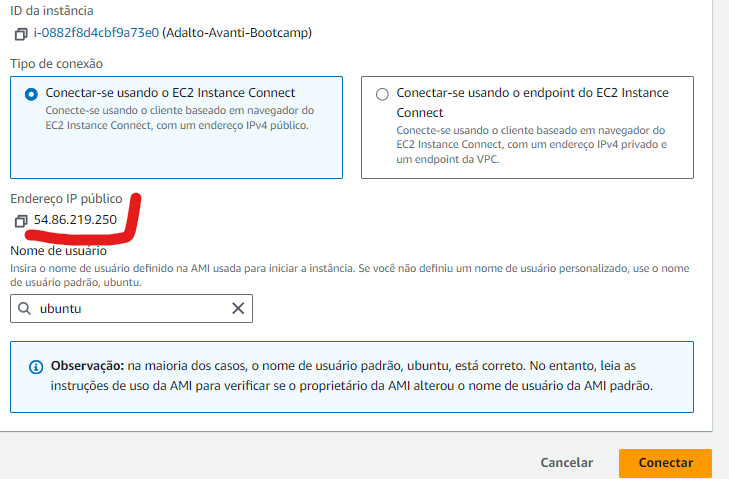 ID da instância
i-0882f8d4cbf9a73e0 (Adalto-Avanti-Bootcamp)
Tipo de conexão
Conectar-se usando o EC2 Instance Connect
Conecte-se usando o cliente baseado em navegador do
EC2 Instance Connect, com um endereço IPv4 público.
Conectar-se usando o endpoint do EC2 Instance
Connect
Conecte-se usando o cliente baseado em navegador do
EC2 Instance Connect, com um endereço IPv4 privado e
um endpoint da VPC.
Endereço IP público
54.86.219.250
Nome de usuário
Insira o nome de usuário definido na AMI usada para iniciar a instância. Se você não definiu um nome de usuário personalizado, use o nome
de usuário padrão, ubuntu.
ubuntu
Observação: na maioria dos casos, o nome de usuário padrão, ubuntu, está correto. No entanto, leia as
instruções de uso da AMI para verificar se o proprietário da AMI alterou o nome de usuário da AMI padrão.
Cancelar
Conectar